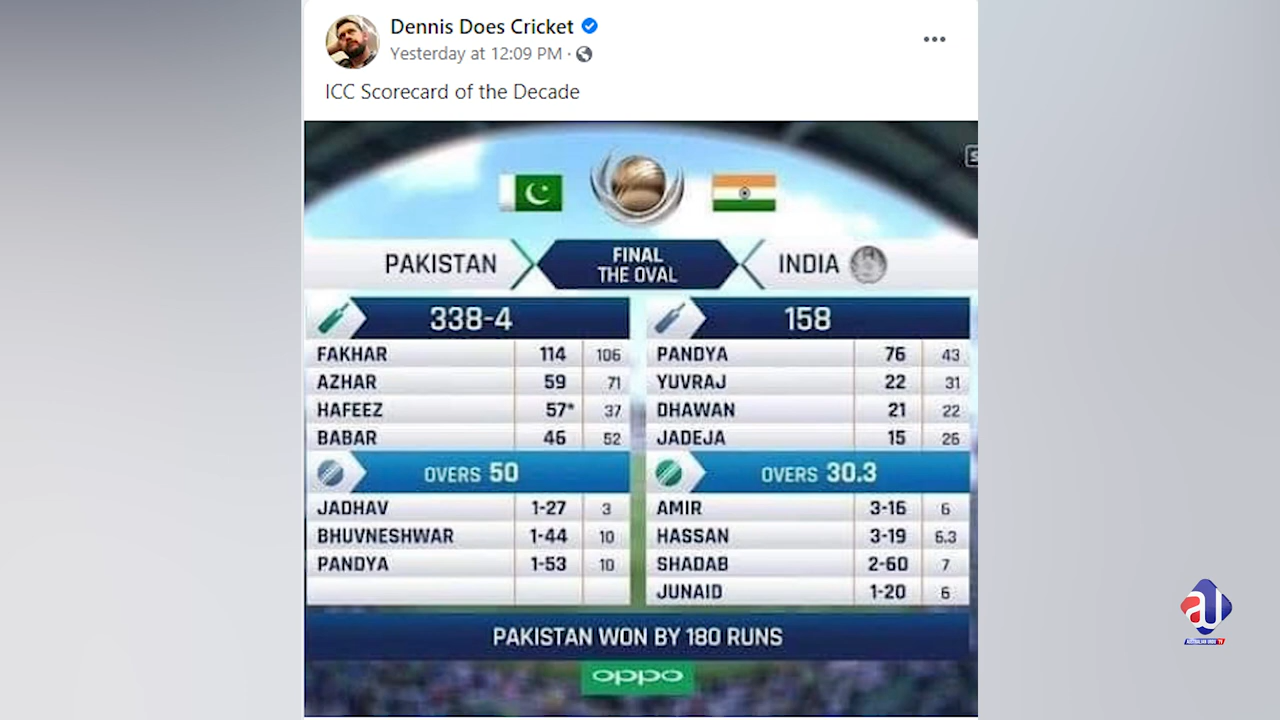 Dennis Does Cricket
Yesterday at 12:09 PM ·
ICC Scorecard of the Decade
PAKISTAN
FINAL
THE OVAL
INDIA
338-4
FAKHAR 114 106
AZHAR 59 71
HAFEEZ 57* 37
BABAR 46 52
OVERS 50
JADHAV 1-27 3
BHUVNESHWAR 1-44 10
PANDYA 1-53 10
158
PANDYA 76 43
YUVRAJ 22 31
DHAWAN 21 22
JADEJA 15 26
OVERS 30.3
AMIR 3-16 6
HASSAN 3-19 6.3
SHADAB 2-60 7
JUNAID 1-20 6
PAKISTAN WON BY 180 RUNS
oppo
AUSTRALIAN URDU TV